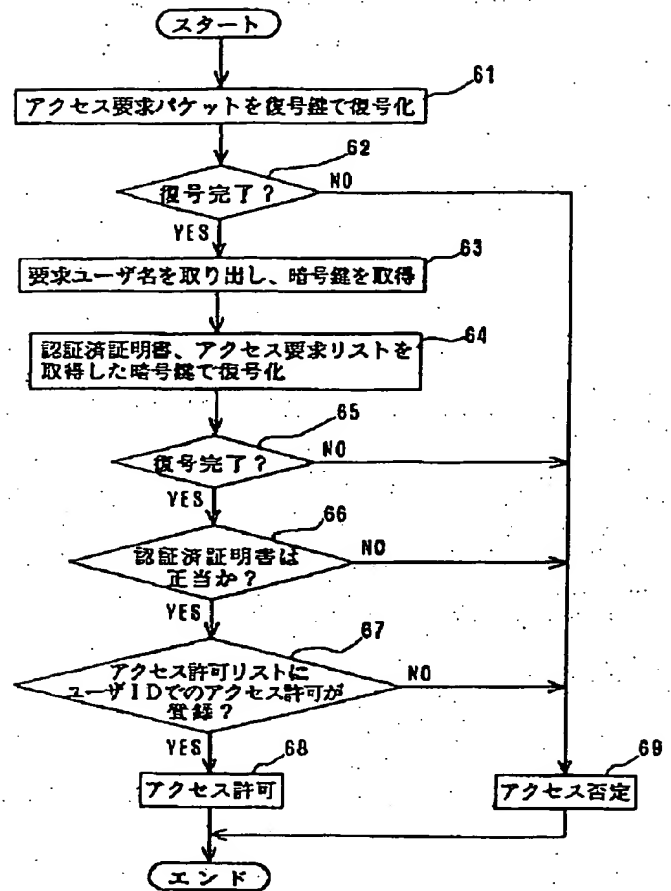 スタート
61
アクセス要求パケットを復号鍵で復号化
62
復号完了?
NO
YES
63
要求ユーザ名を取り出し、暗号鍵を取得
64
認証済証明書、アクセス要求リストを
取得した暗号鍵で復号化
65
復号完了?
NO
YES
66
認証済証明書は
正当か?
NO
YES
67
アクセス許可リストに
ユーザIDでのアクセス許可が
登録?
NO
YES
68
アクセス許可
69
アクセス否定
エンド